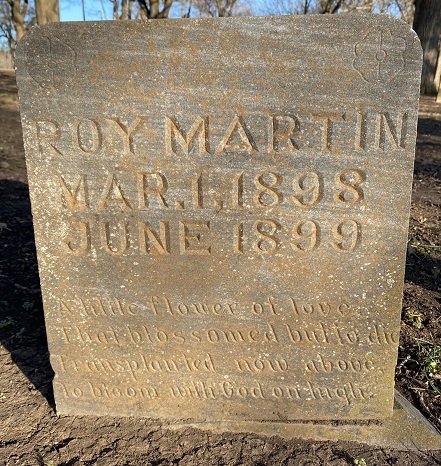 ROY MARTIN
MAR. 1, 1898
JUNE 1899
A little flower of love
That blossomed but to die
Transplanted now above
To bloom with God on high.